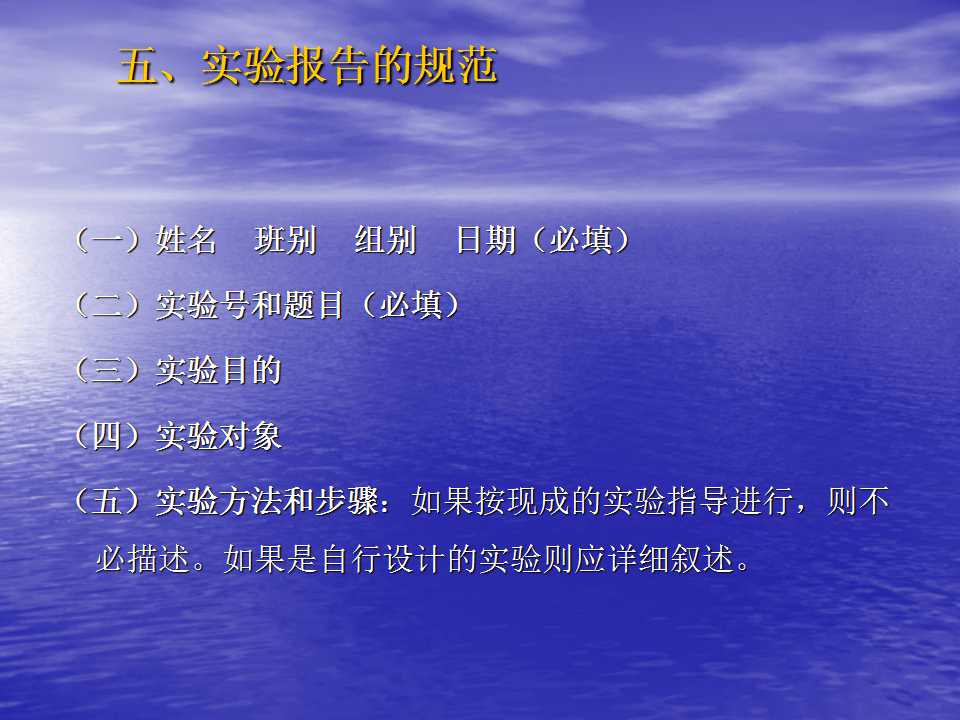 五、实验报告的规范
（一）姓名 班别 组别 日期（必填）
（二）实验号和题目（必填）
（三）实验目的
（四）实验对象
（五）实验方法和步骤：如果按现成的实验指导进行，则不
必描述。如果是自行设计的实验则应详细叙述。